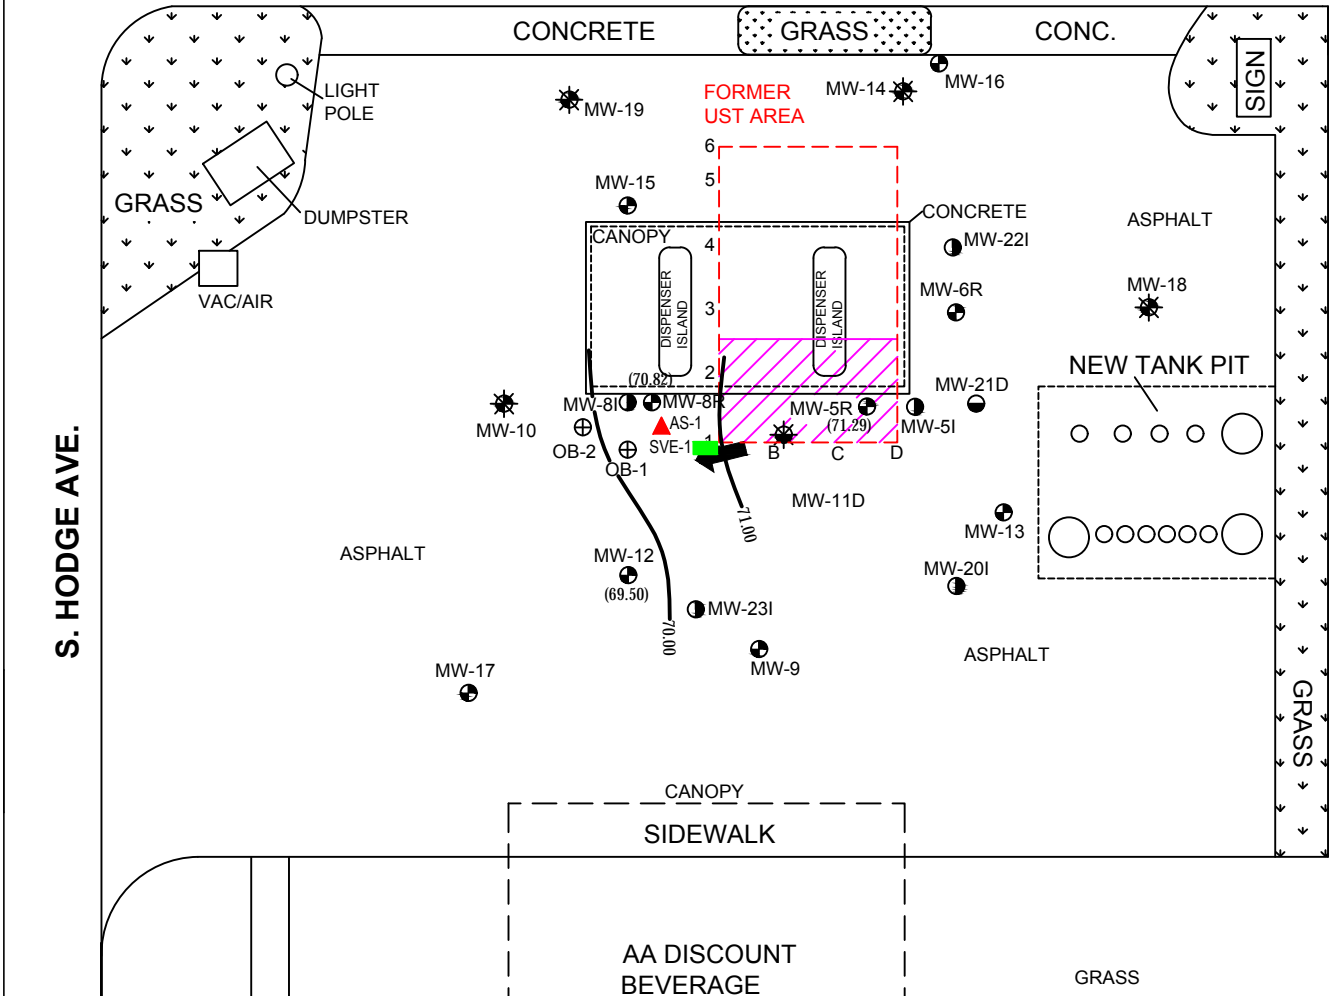 CONCRETE
GRASS
CONC.
SIGN
LIGHT
POLE
MW-19
FORMER
UST AREA
MW-14
MW-16
6
5
4
3
2
1
MW-15
GRASS
DUMPSTER
CONCRETE
ASPHALT
CANOPY
MW-22I
VAC/AIR
DISPENSER
ISLAND
DISPENSER
ISLAND
MW-6R
MW-18
NEW TANK PIT
(70.82)
MW-8I
MW-8R
MW-5R
(71.29)
MW-5I
MW-21D
MW-10
AS-1
OB-2
SVE-1
OB-1
B
C
D
MW-11D
71.00
MW-13
S. HODGE AVE.
ASPHALT
MW-12
(69.50)
MW-20I
MW-23I
70.00
MW-9
ASPHALT
MW-17
GRASS
CANOPY
SIDEWALK
AA DISCOUNT
BEVERAGE
GRASS